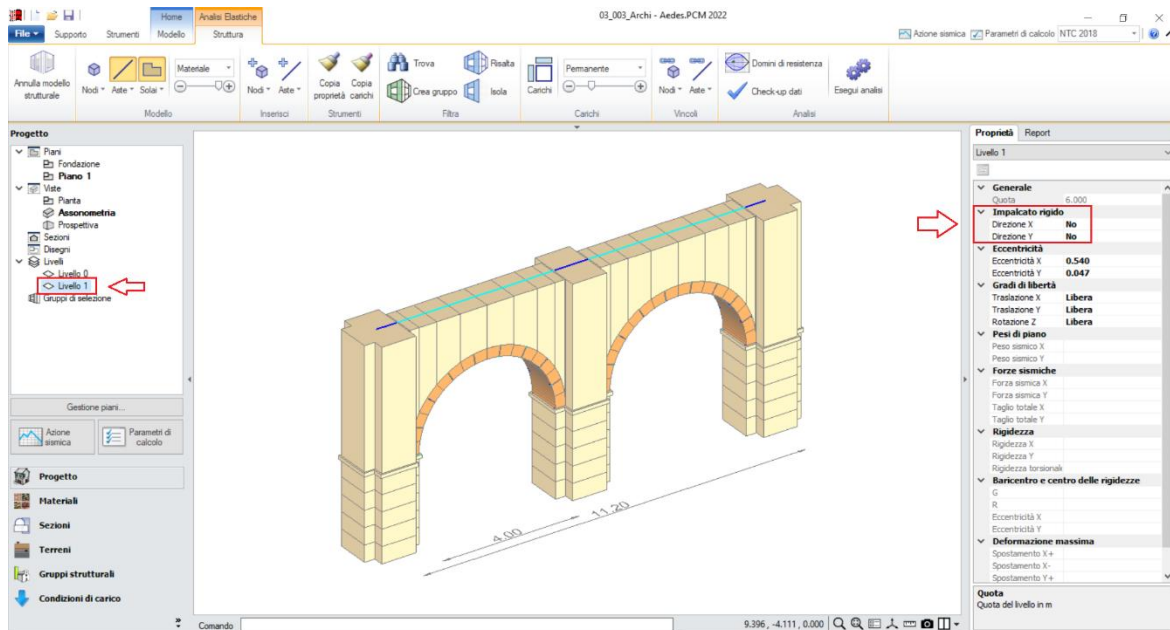 03_003_Archi - Aedes.PCM 2022
Home Analisi Elastiche
File Supporto Strumenti Modello Struttura
Azione sismica Parametri di calcolo NTC 2018
Annulla modello strutturale
Nodi Aste Solai
Materiale
Modello
Nodi Aste
Inserisci
Copia proprietà
Copia carichi
Strumenti
Trova
Crea gruppo
Risalta
Isola
Filtra
Carichi
Permanente
Carichi
Nodi Aste
Vincoli
Domini di resistenza
Check-up dati
Esegui analisi
Analisi
Progetto
Piani
Fondazione
Piano 1
Viste
Pianta
Assonometria
Prospettiva
Sezioni
Disegni
Livelli
Livello 0
Livello 1
Gruppi di selezione
Gestione piani...
Azione sismica
Parametri di calcolo
Progetto
Materiali
Sezioni
Terreni
Gruppi strutturali
Condizioni di carico
4.00
11.20
Comando
9.396 , -4.111 , 0.000
Proprietà Report
Livello 1
Generale
Quota 6.000
Impalcato rigido
Direzione X No
Direzione Y No
Eccentricità
Eccentricità X 0.540
Eccentricità Y 0.047
Gradi di libertà
Traslazione X Libera
Traslazione Y Libera
Rotazione Z Libera
Pesi di piano
Peso sismico X
Peso sismico Y
Forze sismiche
Forza sismica X
Forza sismica Y
Taglio totale X
Taglio totale Y
Rigidezza
Rigidezza X
Rigidezza Y
Rigidezza torsional
Baricentro e centro delle rigidezze
G
R
Eccentricità X
Eccentricità Y
Deformazione massima
Spostamento X+
Spostamento X-
Spostamento Y+
Quota
Quota del livello in m